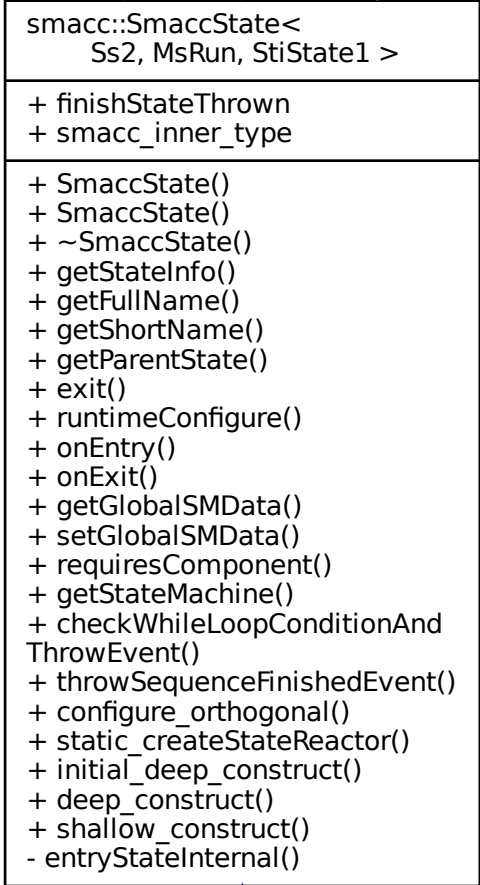 smacc::SmaccState<
Ss2, MsRun, StiState1 >
+ finishStateThrown
+ smacc_inner_type
+ SmaccState()
+ SmaccState()
+ ~SmaccState()
+ getStateInfo()
+ getFullName()
+ getShortName()
+ getParentState()
+ exit()
+ runtimeConfigure()
+ onEntry()
+ onExit()
+ getGlobalSMData()
+ setGlobalSMData()
+ requiresComponent()
+ getStateMachine()
+ checkWhileLoopConditionAnd
ThrowEvent()
+ throwSequenceFinishedEvent()
+ configure_orthogonal()
+ static_createStateReactor()
+ initial_deep_construct()
+ deep_construct()
+ shallow_construct()
- entryStateInternal()